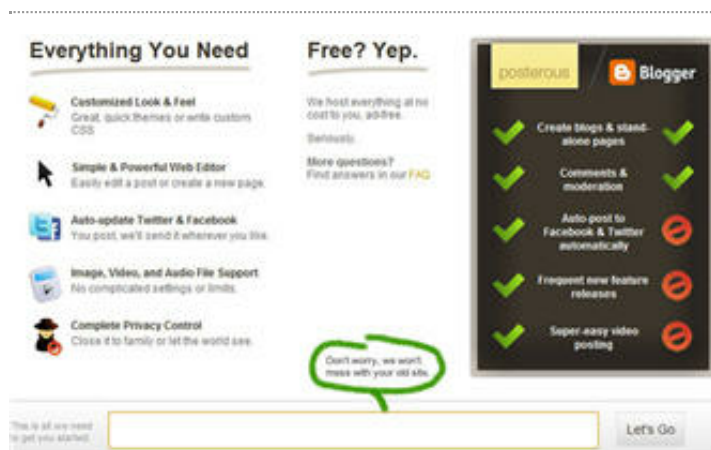 Everything You Need
Customized Look & Feel
Great, quick themes or write custom
CSS
Simple & Powerful Web Editor
Easily edit a post or create a new page.
Auto-update Twitter & Facebook
You post, we'll send it wherever you like.
Image, Video, and Audio File Support
No complicated settings or limits.
Complete Privacy Control
Close it to family or let the world see.
Free? Yep.
We host everything at no
cost to you, ad-free.
Seriously.
More questions?
Find answers in our FAQ
posterous
Blogger
Create blogs & stand-
alone pages
Comments &
moderation
Auto-post to
Facebook & Twitter
automatically
Frequent new feature
releases
Super-easy video
posting
Don't worry, we won't
mess with your old site.
This is all we need
to get you started.
Let's Go